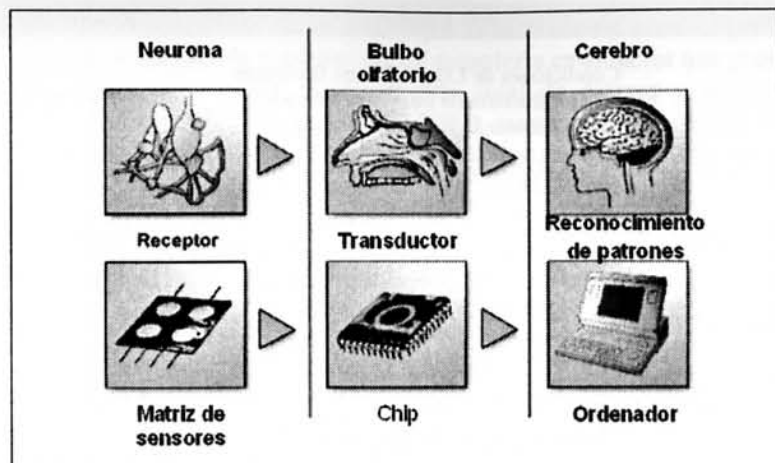 Neurona
Bulbo
olfatorio
Cerebro
Receptor
Transductor
Reconocimiento
de patrones
Matriz de
sensores
Chip
Ordenador